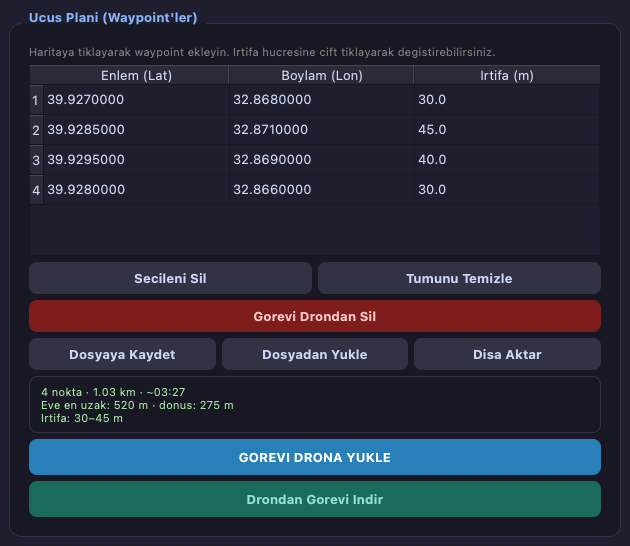 Ucus Plani (Waypoint'ler)
Haritaya tiklayarak waypoint ekleyin. Irtifa hucresine cift tiklayarak degistirebilirsiniz.
Enlem (Lat) Boylam (Lon) Irtifa (m)
1 39.9270000 32.8680000 30.0
2 39.9285000 32.8710000 45.0
3 39.9295000 32.8690000 40.0
4 39.9280000 32.8660000 30.0
Secileni Sil Tumunu Temizle
Gorevi Drondan Sil
Dosyaya Kaydet Dosyadan Yukle Disa Aktar
4 nokta · 1.03 km · ~03:27
Eve en uzak: 520 m · donus: 275 m
Irtifa: 30–45 m
GOREVI DRONA YUKLE
Drondan Gorevi Indir